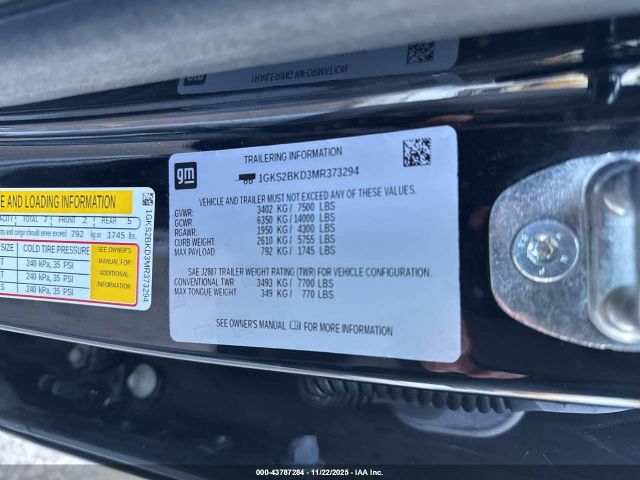 gm
TRAILERING INFORMATION
1GKS2BKD3MR373294
VEHICLE AND TRAILER MUST NOT EXCEED ANY OF THESE VALUES.
GVWR: 3402 KG / 7500 LBS
GCWR: 6350 KG / 14000 LBS
RGAWR: 1950 KG / 4300 LBS
CURB WEIGHT: 2610 KG / 5755 LBS
MAX PAYLOAD: 792 KG / 1745 LBS
SAE J2807 TRAILER WEIGHT RATING (TWR) FOR VEHICLE CONFIGURATION.
CONVENTIONAL TWR: 3493 KG / 7700 LBS
MAX TONGUE WEIGHT: 349 KG / 770 LBS
SEE OWNER'S MANUAL FOR MORE INFORMATION
E AND LOADING INFORMATION
ACITY TOTAL 7 FRONT 2 REAR 5
nts and cargo should never exceed 792 kg or 1745 lbs
SIZE COLD TIRE PRESSURE
240 kPa, 35 PSI
240 kPa, 35 PSI
240 kPa, 35 PSI
SEE OWNER'S
MANUAL FOR
ADDITIONAL
INFORMATION
1GKS2BKD3MR373294
000-43787284 - 11/22/2025 - IAA Inc.